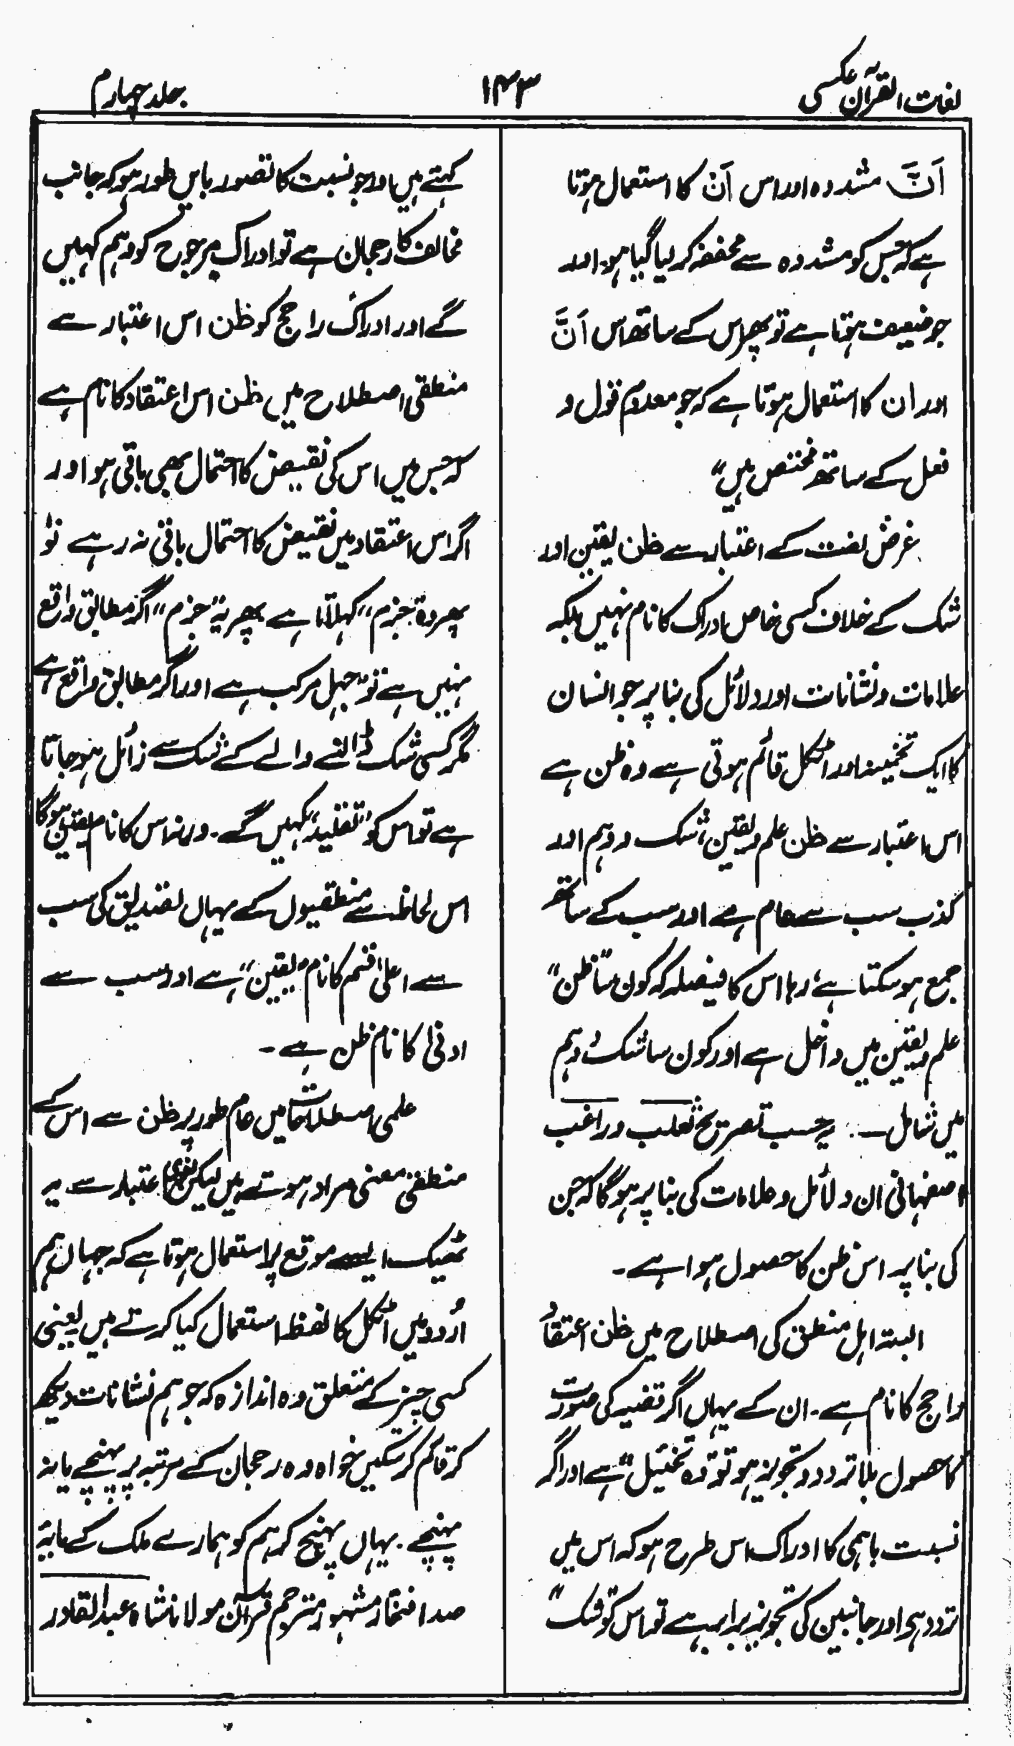 لغات القرآن عکسی
۱۴۳
جلد چہارم
اَنَّ مشددہ اور اس اَنْ کا استعمال ہوتا
ہے کہ جس کو مشددہ سے مخففہ کر لیا گیا ہو۔ اور
جو ضعیف ہوتا ہے تو پھر اس کے ساتھ اس اَنَّ
اور ان کا استعمال ہوتا ہے کہ جو معدوم قول و
فعل کے ساتھ مختص ہیں“
غرض لغت کے اعتبار سے ظن یقین اور
شک کے خلاف کسی خاص ادراک کا نام نہیں بلکہ
علامات و نشانات اور دلائل کی بنا پر جو انسان
کا ایک تخمینہ اور اٹکل قائم ہوتی ہے وہ ظن ہے
اس اعتبار سے ظن علم و یقین، شک و وہم اور
کذب سب سے عام ہے اور سب کے ساتھ
جمع ہو سکتا ہے، رہا اس کا فیصلہ کہ کون سا ظن“
علم و یقین میں داخل ہے اور کون سا شک و وہم
میں شامل ۔ یہ حسب تصریح ثعلب و راغب
اصفہانی ان دلائل و علامات کی بنا پر ہوگا کہ جن
کی بنا پر اس ظن کا حصول ہوا ہے۔
البتہ اہل منطق کی اصطلاح میں ظن اعتقاد
راجح کا نام ہے۔ ان کے یہاں اگر قضیہ کی صورت
کا حصول بلا تردد و تجویز ہو تو وہ تخئیل“ ہے اور اگر
نسبت باہمی کا ادراک اس طرح ہو کہ اس میں
تردد ہی اور جانبین کی تجویز برابر ہے تو اس کو شک“
کہتے ہیں اور جو نسبت کا تصور بایں طور ہو کہ جانب
مخالف کا رجحان ہے تو ادراک مرجوح کو وہم کہیں
گے اور ادراک راجح کو ظن اس اعتبار سے
منطقی اصطلاح میں ظن اس اعتقاد کا نام ہے
کہ جس میں اس کی نقیض کا احتمال بھی باقی ہو اور
اگر اس اعتقاد میں نقیض کا احتمال باقی نہ رہے تو
پھر وہ ”جزم“ کہلاتا ہے پھر یہ ”جزم“ اگر مطابق واقع
نہیں ہے تو ”جہل مرکب ہے اور اگر مطابق واقع ہے
مگر کسی شک ڈالنے والے کے شک سے زائل ہو جاتا
ہے تو اس کو ”تقلید“ کہیں گے۔ ورنہ اس کا نام یقین ہوگا
اس لحاظ سے منطقیوں کے یہاں تصدیق کی سب
سے اعلیٰ قسم کا نام ”یقین“ ہے اور سب سے
ادنیٰ کا نام ظن ہے۔
علمی اصطلاحات میں عام طور پر ظن سے اس کے
منطقی معنی مراد ہوتے ہیں لیکن لغوی اعتبار سے یہ
ٹھیک ایسے موقع پر استعمال ہوتا ہے کہ جہاں ہم
اُردو میں اٹکل کا لفظ استعمال کیا کرتے ہیں یعنی
کسی چیز کے متعلق وہ اندازہ کہ جو ہم نشانات دیکھ
کر قائم کر سکیں خواہ وہ رجحان کے مرتبہ پر پہنچے یا نہ
پہنچے۔ یہاں پہنچ کر ہم کو ہمارے ملک کے مایۂ
صد افتخار مشہور مترجم قرآن مولانا شاہ عبدالقادر